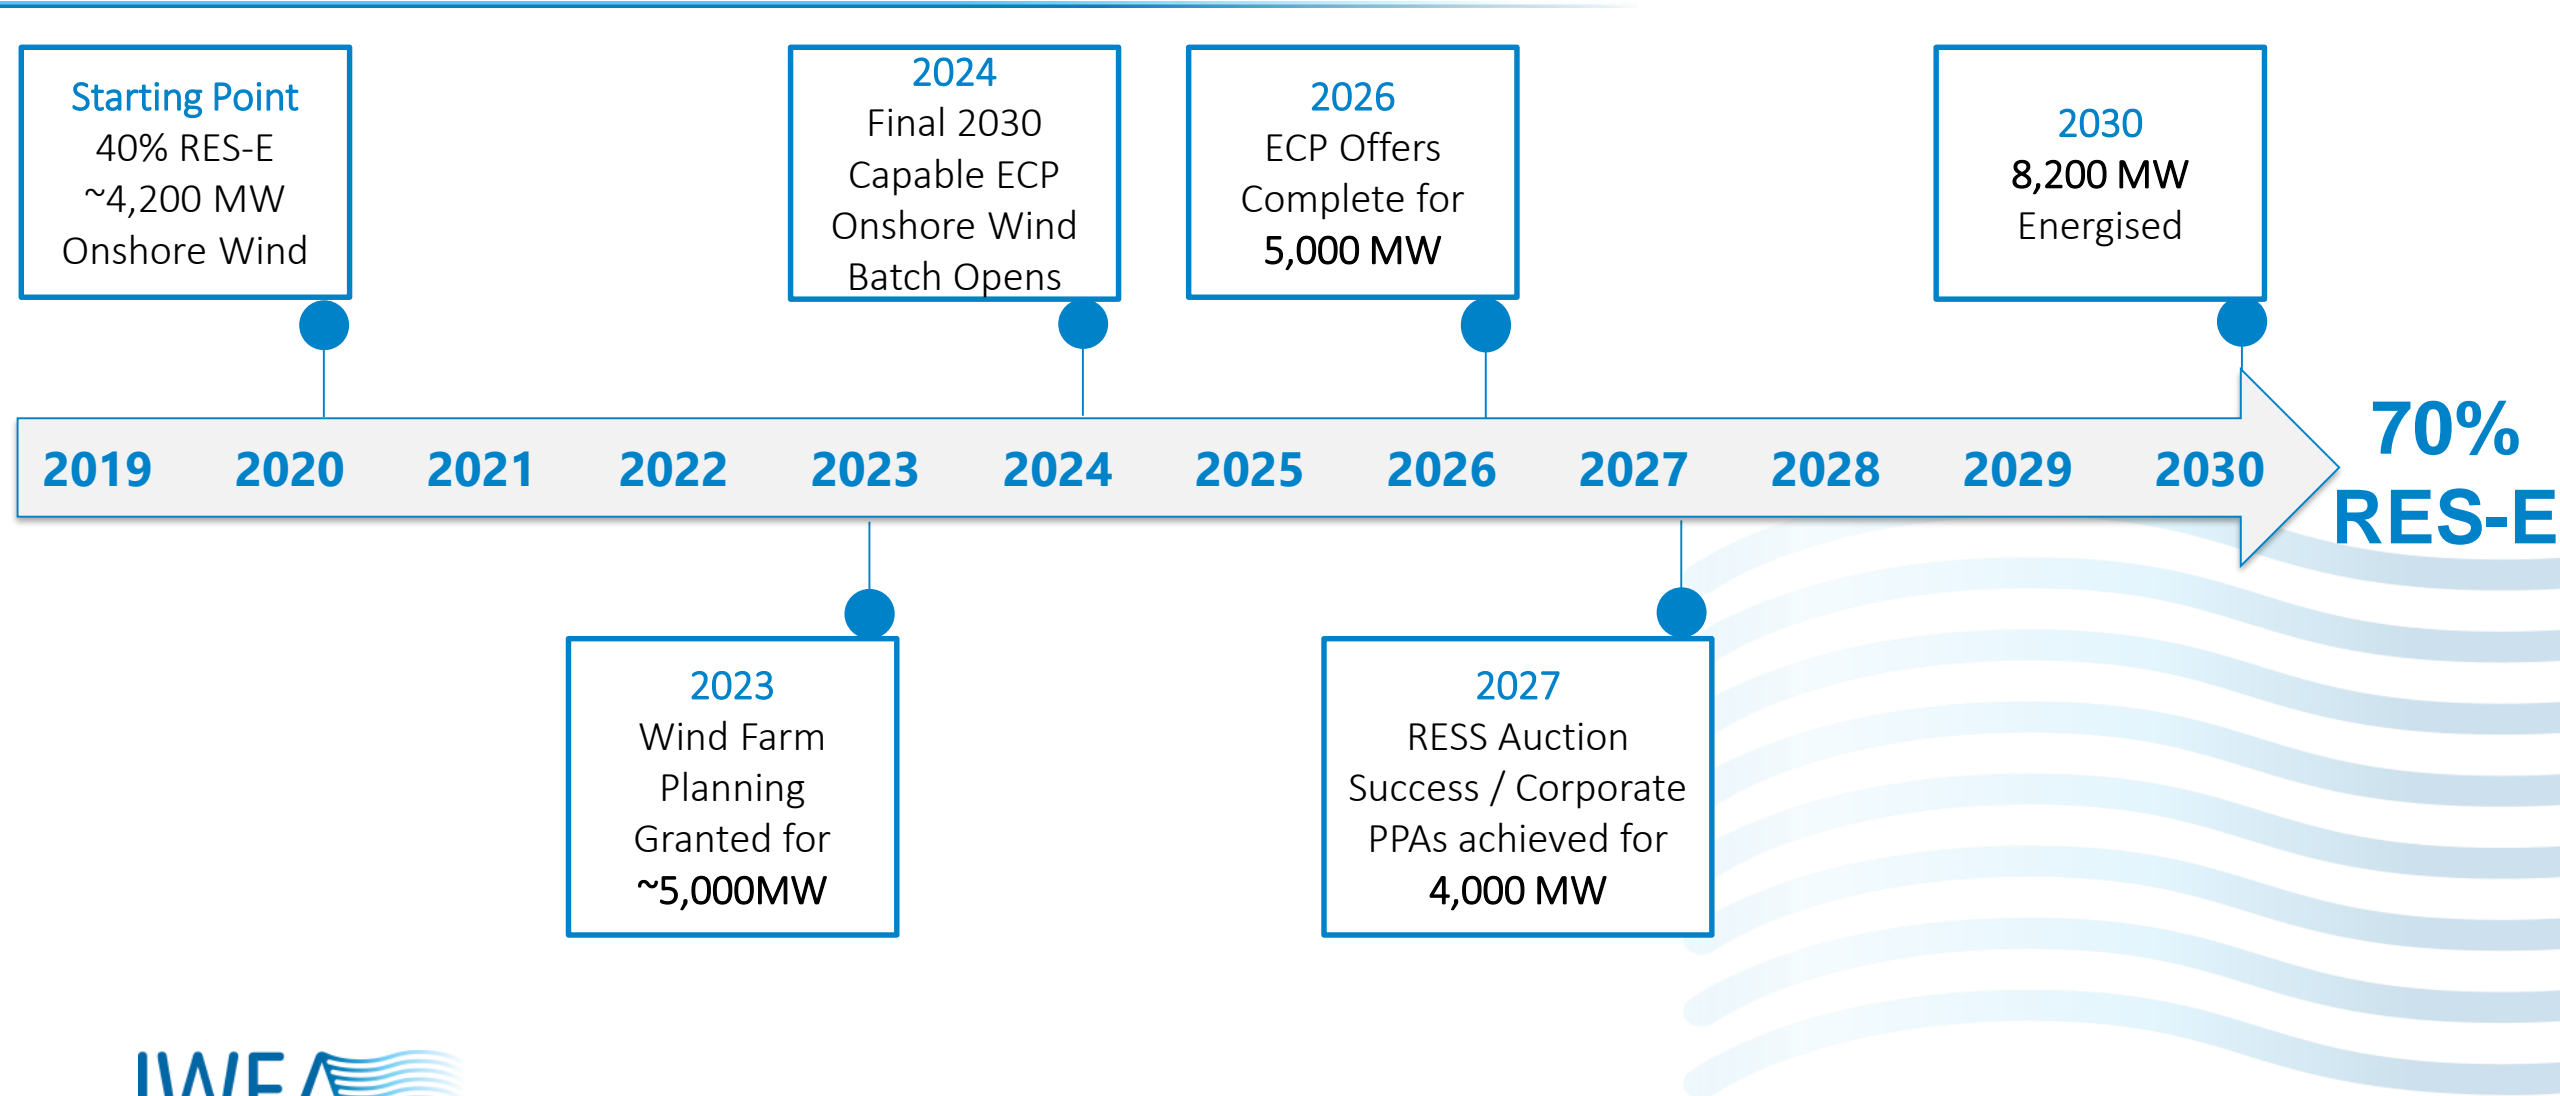 Starting Point
40% RES-E
~4,200 MW
Onshore Wind
2024
Final 2030
Capable ECP
Onshore Wind
Batch Opens
2026
ECP Offers
Complete for
5,000 MW
2030
8,200 MW
Energised
2019 2020 2021 2022 2023 2024 2025 2026 2027 2028 2029 2030
70%
RES-E
2023
Wind Farm
Planning
Granted for
~5,000MW
2027
RESS Auction
Success / Corporate
PPAs achieved for
4,000 MW
IWEA